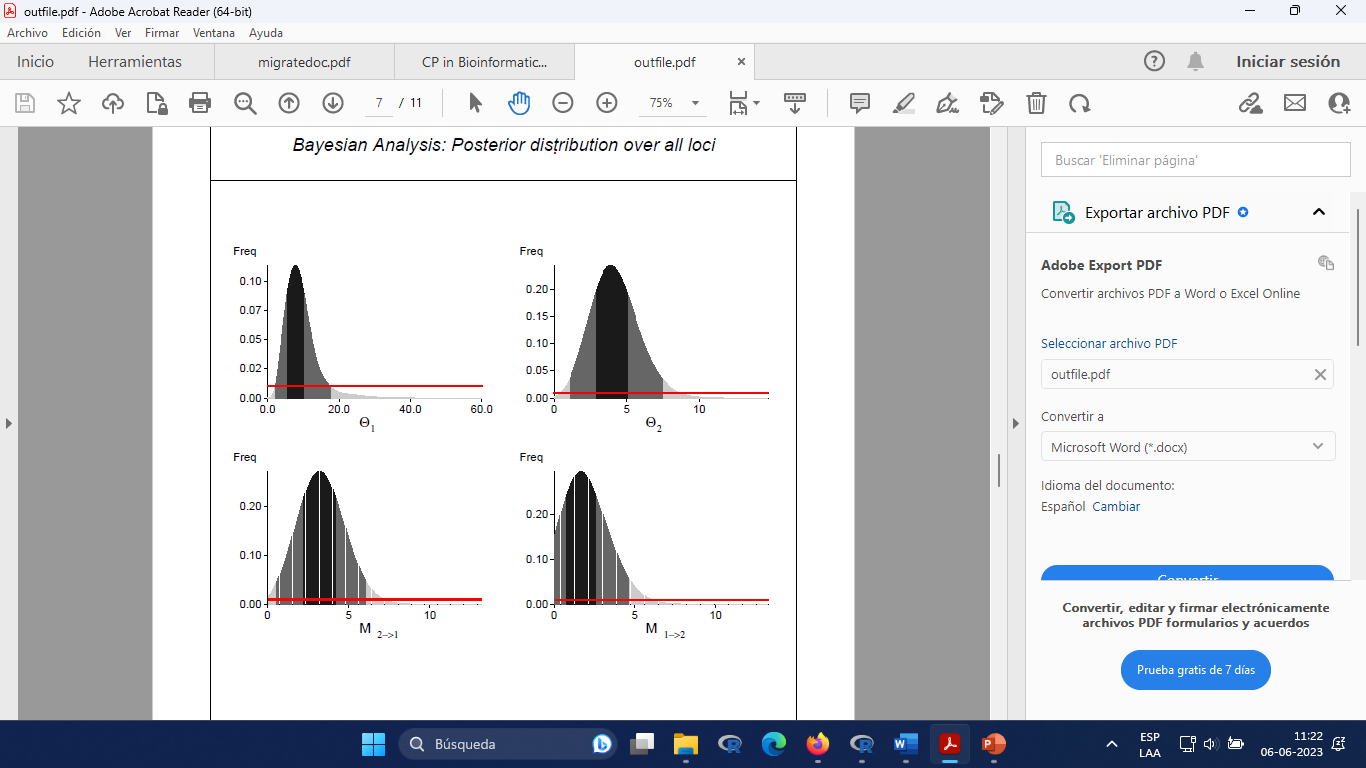 outfile.pdf - Adobe Acrobat Reader (64-bit)
Archivo Edición Ver Firmar Ventana Ayuda
Inicio Herramientas migratedoc.pdf CP in Bioinformatic... outfile.pdf Iniciar sesión
7 / 11 75%
Bayesian Analysis: Posterior distribution over all loci
Freq
0.10
0.07
0.05
0.02
0.00
0.0 20.0 40.0 60.0
Θ1
Freq
0.20
0.15
0.10
0.05
0.00
0 5 10
Θ2
Freq
0.20
0.10
0.00
0 5 10
M 2->1
Freq
0.20
0.10
0.00
0 5 10
M 1->2
Buscar 'Eliminar página'
Exportar archivo PDF
Adobe Export PDF
Convertir archivos PDF a Word o Excel Online
Seleccionar archivo PDF
outfile.pdf
Convertir a
Microsoft Word (*.docx)
Idioma del documento:
Español Cambiar
Convertir
Convertir, editar y firmar electrónicamente
archivos PDF formularios y acuerdos
Prueba gratis de 7 días
Búsqueda
ESP
LAA
11:22
06-06-2023